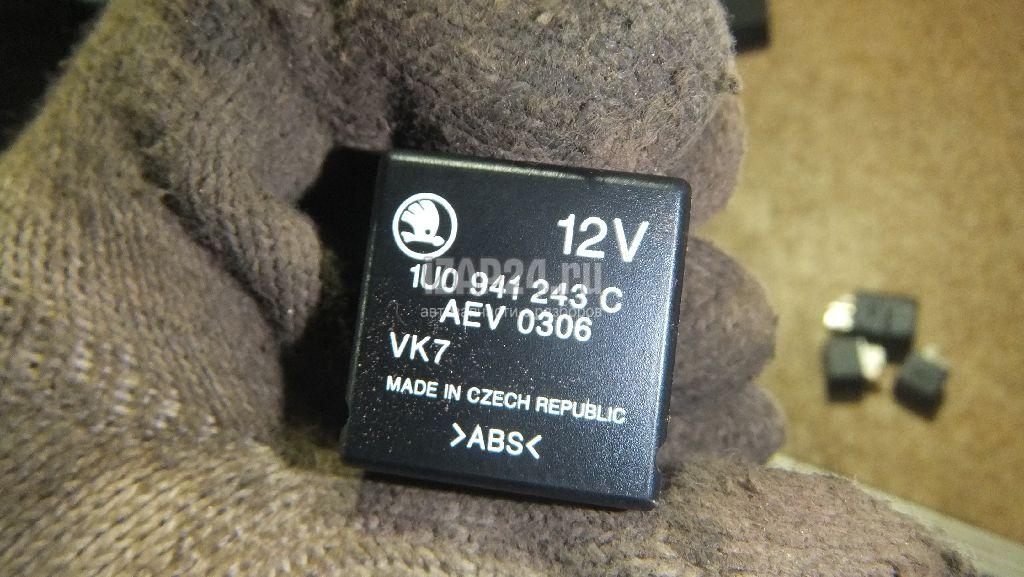 12V
1U0 941 243 C
AEV 0306
VK7
MADE IN CZECH REPUBLIC
>ABS<